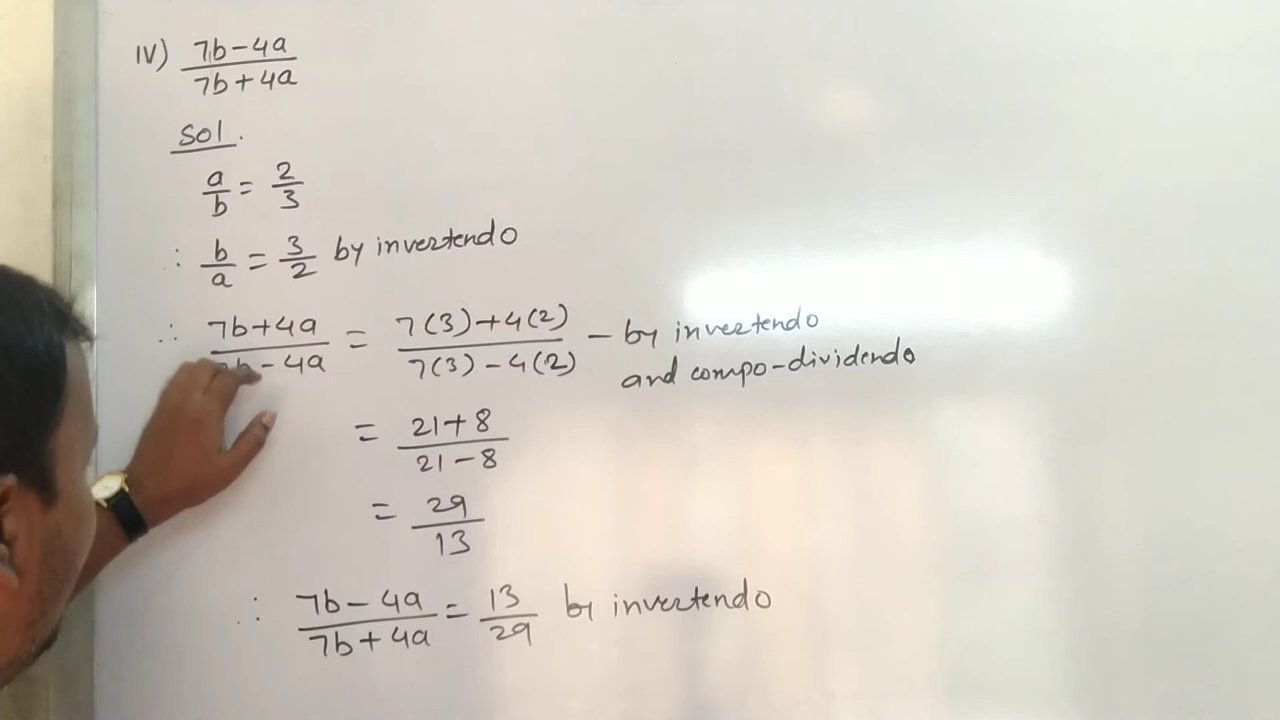 IV) 7b-4a
7b+4a
Sol.
a/b = 2/3
∴ b/a = 3/2 by invertendo
∴ 7b+4a / - 4a = 7(3)+4(2) / 7(3)-4(2) - by invertendo
and compo-dividendo
= 21+8 / 21-8
= 29 / 13
∴ 7b-4a / 7b+4a = 13 / 29 by invertendo